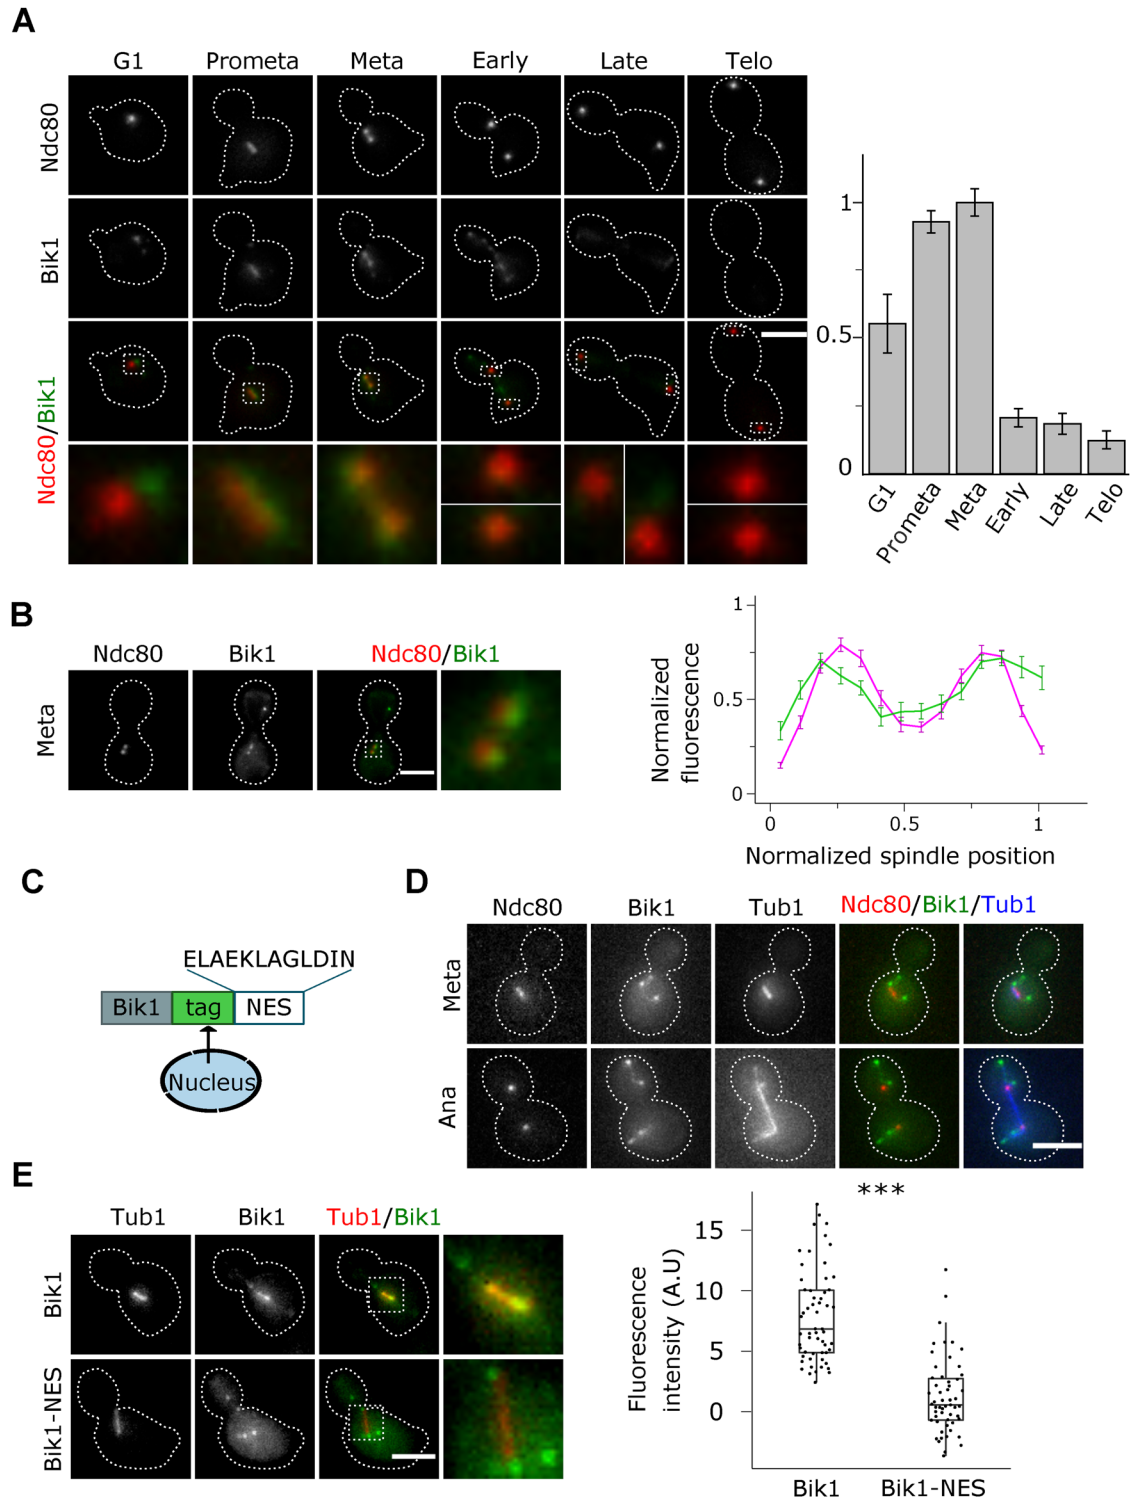 A
G1 Prometa Meta Early Late Telo
Ndc80
Bik1
Ndc80/Bik1
1
0.5
0
G1 Prometa Meta Early Late Telo
B
Ndc80 Bik1 Ndc80/Bik1
Meta
Normalized
fluorescence
1
0.5
0
0 0.5 1
Normalized spindle position
C
ELAEKLAGLDIN
Bik1 tag NES
Nucleus
D
Ndc80 Bik1 Tub1 Ndc80/Bik1/Tub1
Meta
Ana
E
Tub1 Bik1 Tub1/Bik1
Bik1
Bik1-NES
***
Fluorescence
intensity (A.U)
15
10
5
0
Bik1 Bik1-NES